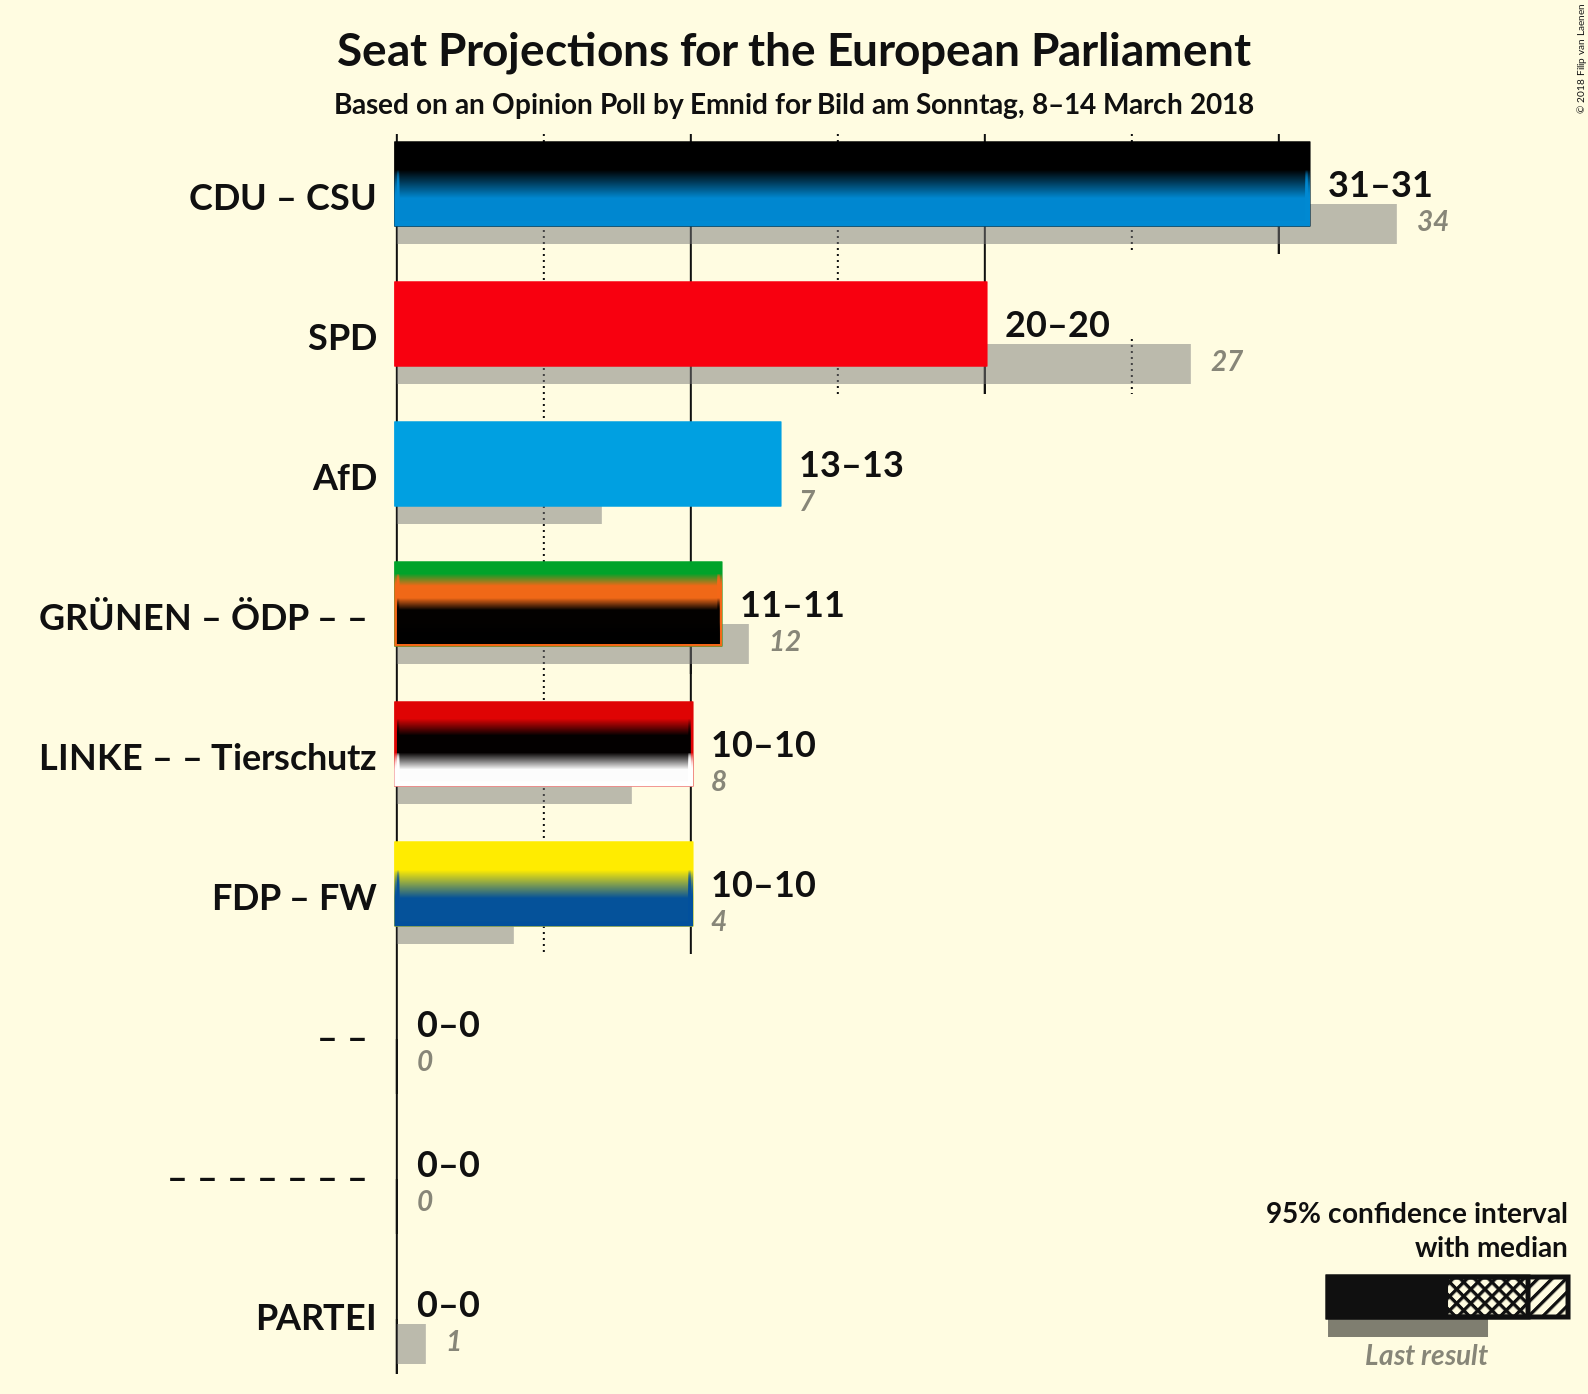 Seat Projections for the European Parliament
Based on an Opinion Poll by Emnid for Bild am Sonntag, 8–14 March 2018
© 2018 Filip van Laenen
CDU – CSU
31–31
34
SPD
20–20
27
AfD
13–13
7
GRÜNEN – ÖDP – –
11–11
12
LINKE – – Tierschutz
10–10
8
FDP – FW
10–10
4
– –
0–0
0
– – – – – – –
0–0
0
PARTEI
0–0
1
95% confidence interval
with median
Last result